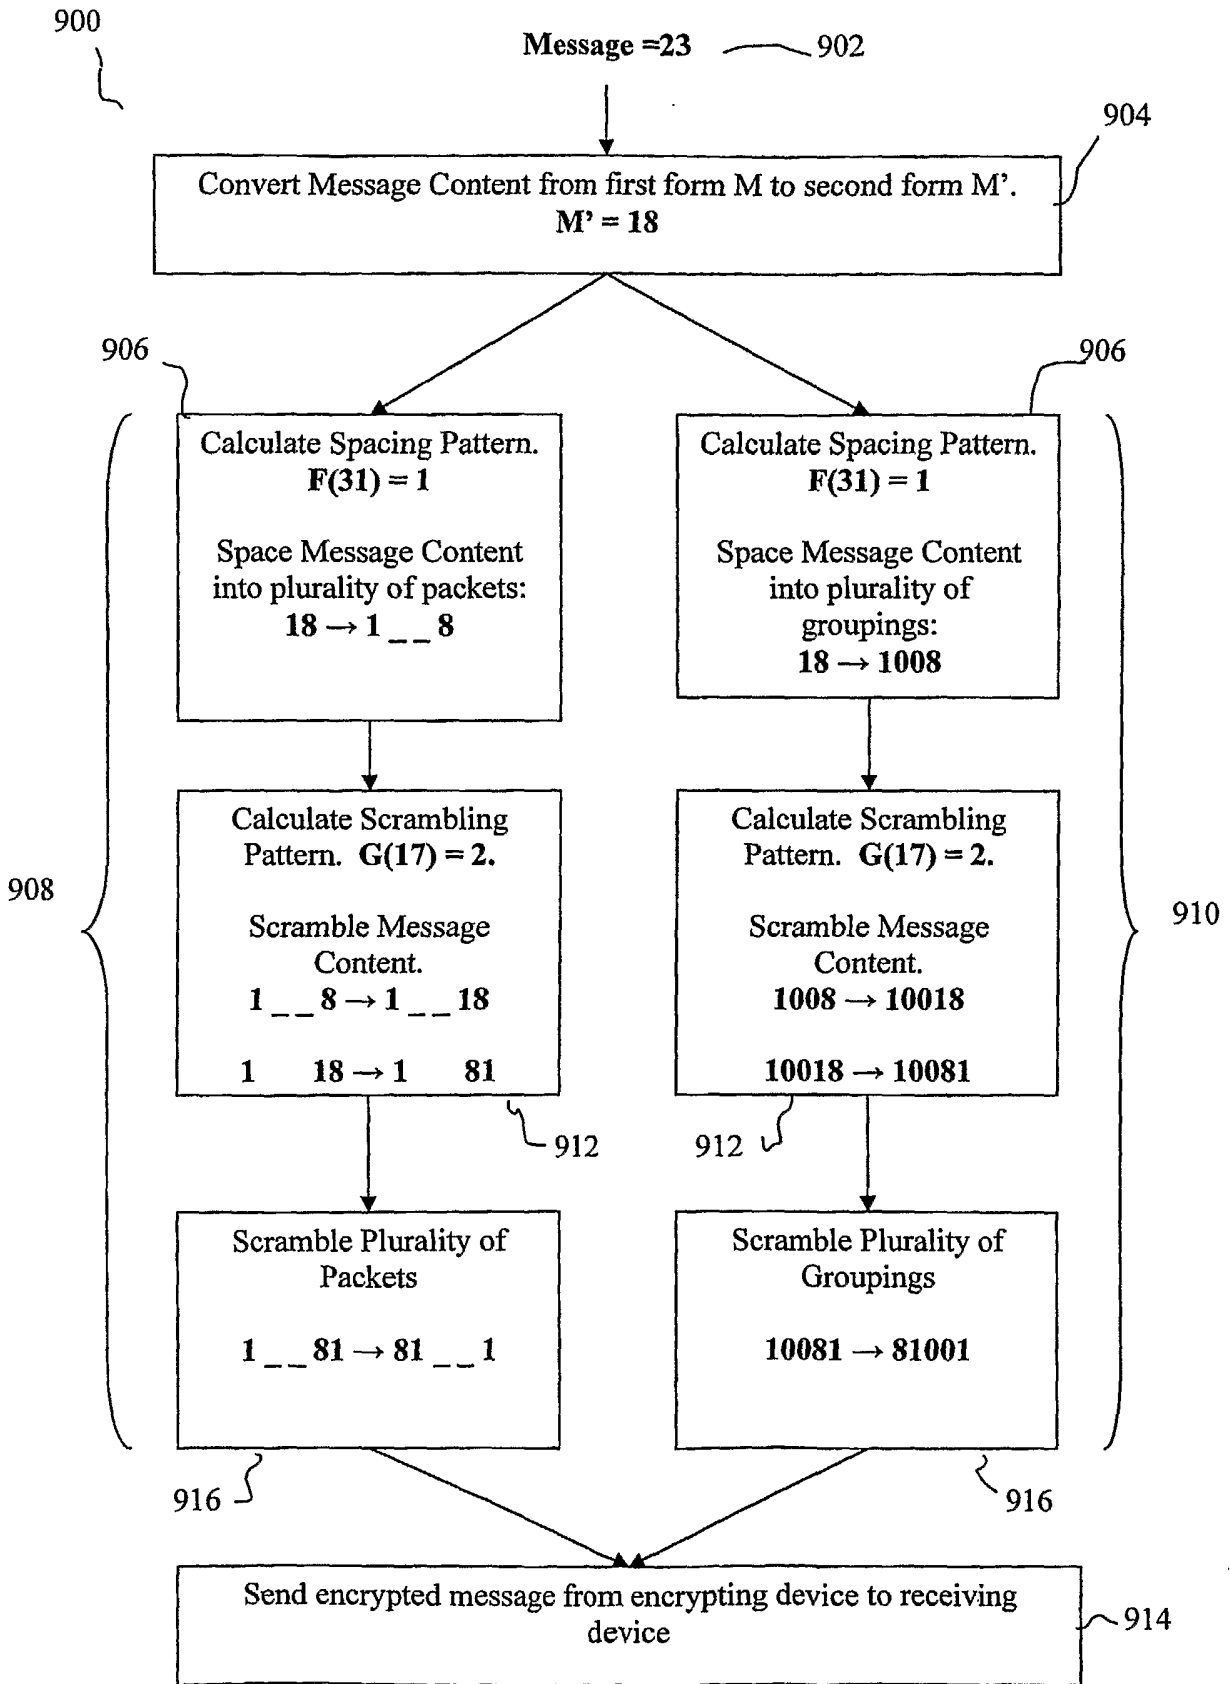 900
Message =23
902
904
Convert Message Content from first form M to second form M’.
M’ = 18
906
906
Calculate Spacing Pattern.
F(31) = 1
Space Message Content
into plurality of packets:
18 → 1 _ _ 8
Calculate Spacing Pattern.
F(31) = 1
Space Message Content
into plurality of
groupings:
18 → 1008
908
910
Calculate Scrambling
Pattern. G(17) = 2.
Scramble Message
Content.
1 _ _ 8 → 1 _ _ 18
1 18 → 1 81
Calculate Scrambling
Pattern. G(17) = 2.
Scramble Message
Content.
1008 → 10018
10018 → 10081
912
912
Scramble Plurality of
Packets
1 _ _ 81 → 81 _ _ 1
Scramble Plurality of
Groupings
10081 → 81001
916
916
Send encrypted message from encrypting device to receiving
device
914